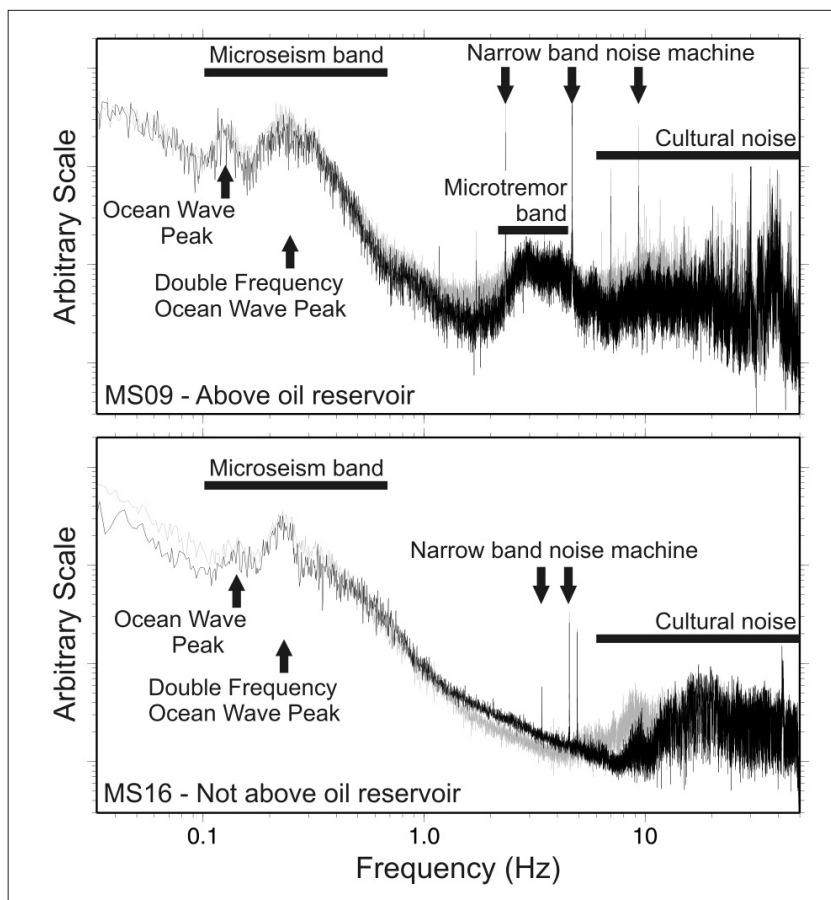 Microseism band
Narrow band noise machine
Cultural noise
Microtremor
band
Ocean Wave
Peak
Double Frequency
Ocean Wave Peak
Arbitrary Scale
MS09 - Above oil reservoir
Microseism band
Narrow band noise machine
Cultural noise
Ocean Wave
Peak
Double Frequency
Ocean Wave Peak
Arbitrary Scale
MS16 - Not above oil reservoir
0.1
1.0
10
Frequency (Hz)